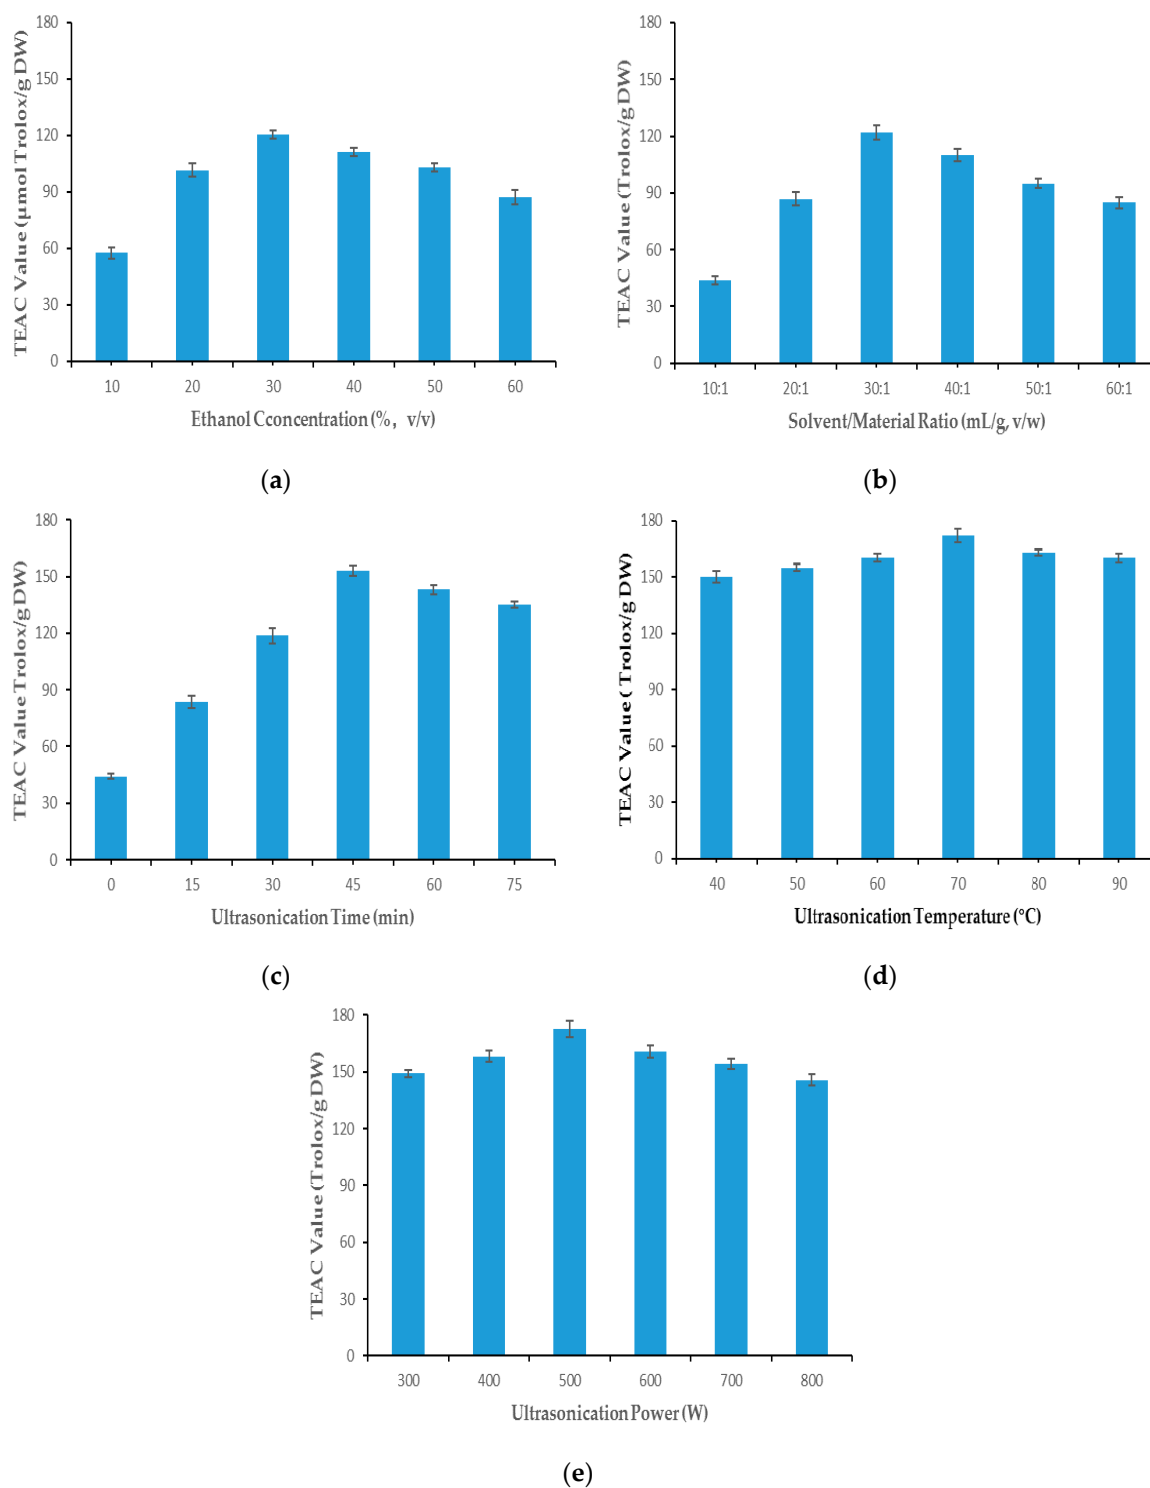 TEAC Value (µmol Trolox/g DW)
180
150
120
90
60
30
0
10 20 30 40 50 60
Ethanol Cconcentration (%, v/v)
(a)
TEAC Value (Trolox/g DW)
180
150
120
90
60
30
0
10:1 20:1 30:1 40:1 50:1 60:1
Solvent/Material Ratio (mL/g, v/w)
(b)
TEAC Value Trolox/g DW)
180
150
120
90
60
30
0
0 15 30 45 60 75
Ultrasonication Time (min)
(c)
TEAC Value ( Trolox/g DW)
180
150
120
90
60
30
0
40 50 60 70 80 90
Ultrasonication Temperature (°C)
(d)
TEAC Value (Trolox/g DW)
180
150
120
90
60
30
0
300 400 500 600 700 800
Ultrasonication Power (W)
(e)